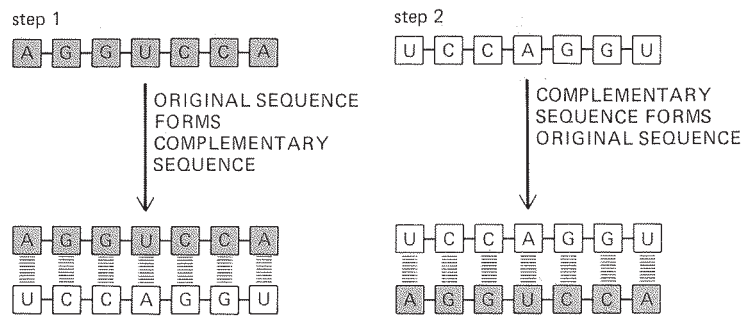 step 1
A G G U C C A
ORIGINAL SEQUENCE
FORMS
COMPLEMENTARY
SEQUENCE
A G G U C C A
U C C A G G U
step 2
U C C A G G U
COMPLEMENTARY
SEQUENCE FORMS
ORIGINAL SEQUENCE
U C C A G G U
A G G U C C A